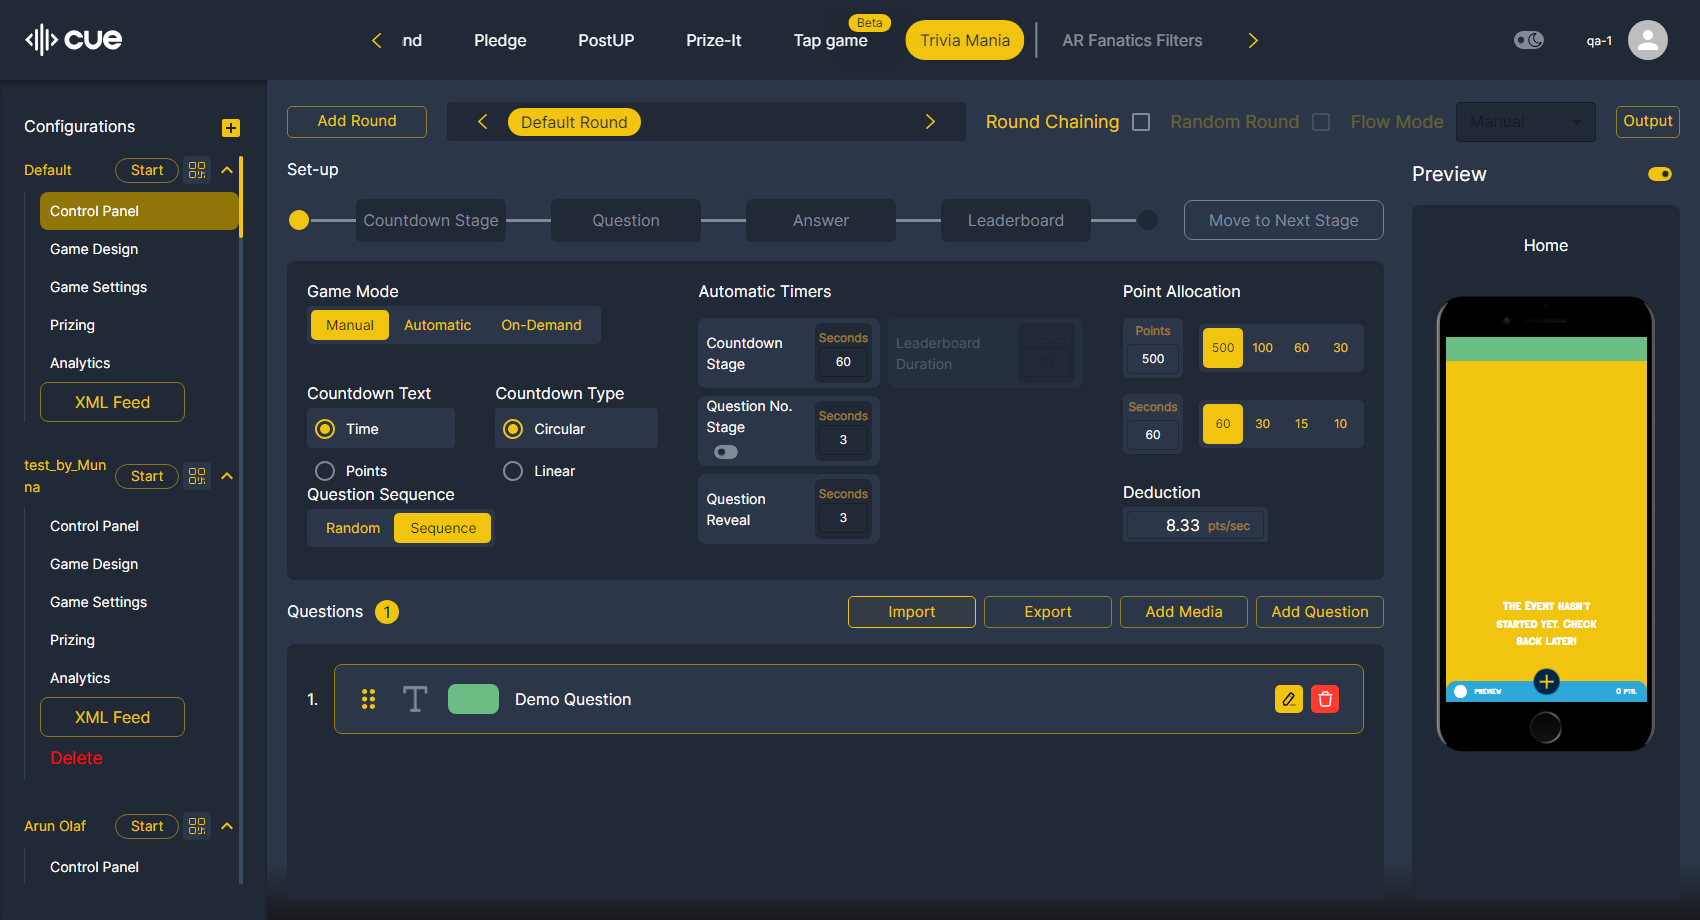 cue
nd
Pledge
PostUP
Prize-It
Tap game
Beta
Trivia Mania
AR Fanatics Filters
qa-1
Configurations
Default
Start
Control Panel
Game Design
Game Settings
Prizing
Analytics
XML Feed
test_by_Mun
na
Start
Control Panel
Game Design
Game Settings
Prizing
Analytics
XML Feed
Delete
Arun Olaf
Start
Control Panel
Add Round
Default Round
Round Chaining
Random Round
Flow Mode
Manual
Output
Set-up
Countdown Stage
Question
Answer
Leaderboard
Move to Next Stage
Game Mode
Manual
Automatic
On-Demand
Countdown Text
Time
Points
Countdown Type
Circular
Linear
Question Sequence
Random
Sequence
Automatic Timers
Countdown
Stage
Seconds
60
Leaderboard
Duration
Seconds
10
Question No.
Stage
Seconds
3
Question
Reveal
Seconds
3
Point Allocation
Points
500
500
100
60
30
Seconds
60
60
30
15
10
Deduction
8.33 pts/sec
Questions 1
Import
Export
Add Media
Add Question
1.
T
Demo Question
Preview
Home
The Event hasn't
started yet. Check
back later!
PREVIEW
0 PTS.